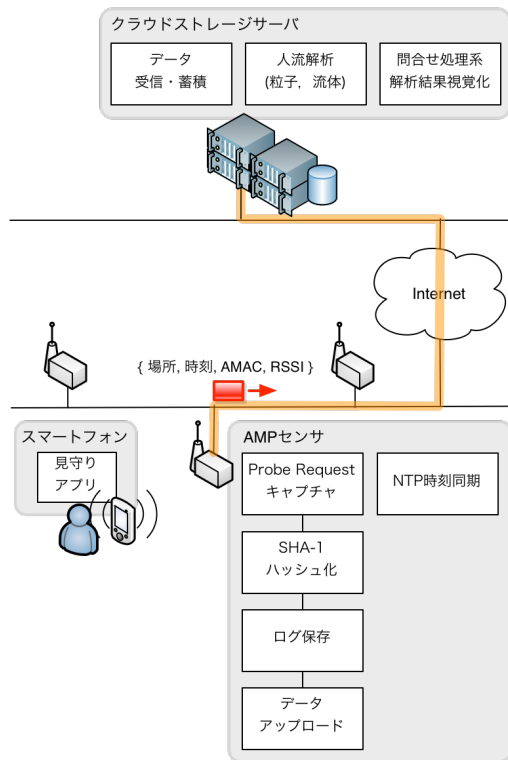 クラウドストレージサーバ
データ
受信・蓄積
人流解析
(粒子，流体)
問合せ処理系
解析結果視覚化
Internet
{ 場所, 時刻, AMAC, RSSI }
スマートフォン
見守り
アプリ
AMPセンサ
Probe Request
キャプチャ
NTP時刻同期
SHA-1
ハッシュ化
ログ保存
データ
アップロード